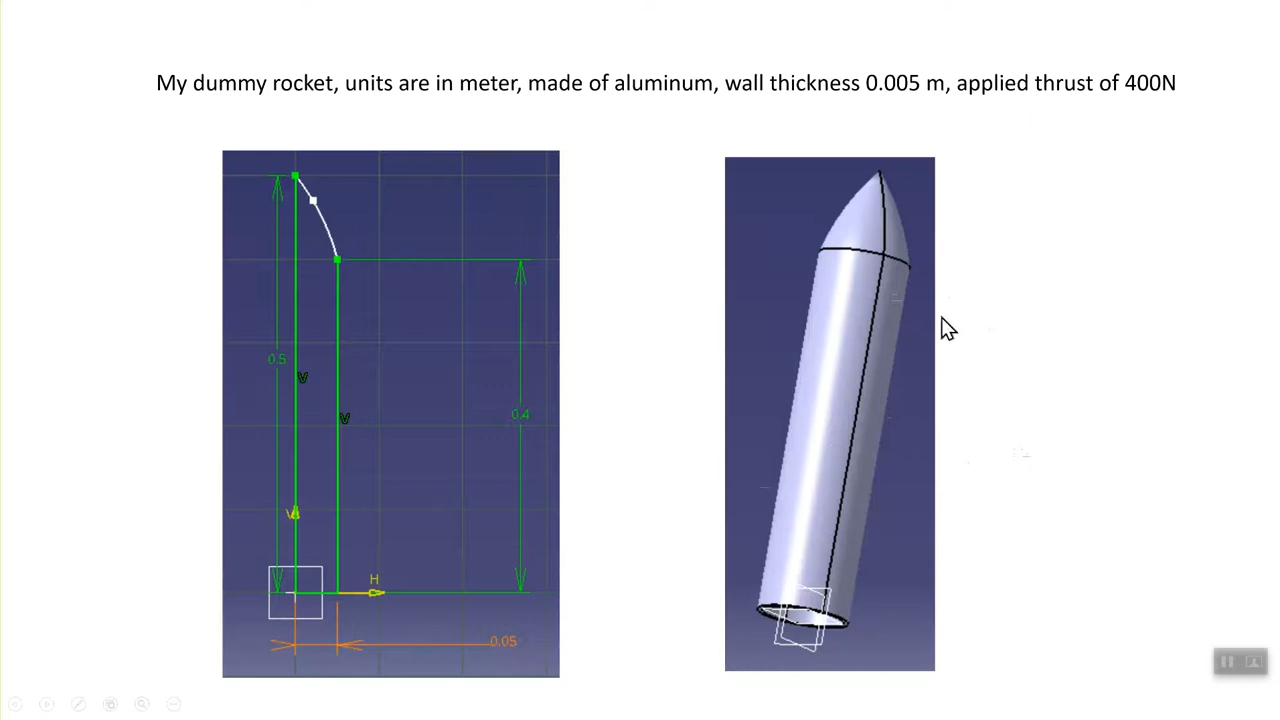 My dummy rocket, units are in meter, made of aluminum, wall thickness 0.005 m, applied thrust of 400N
0.5
V
V
0.4
V
H
0.05